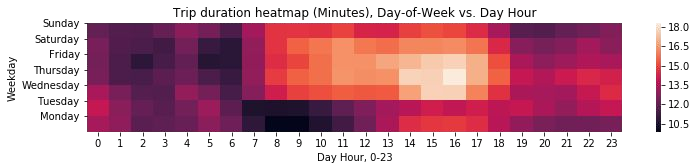 Trip duration heatmap (Minutes), Day-of-Week vs. Day Hour
Weekday
Sunday
Saturday
Friday
Thursday
Wednesday
Tuesday
Monday
0 1 2 3 4 5 6 7 8 9 10 11 12 13 14 15 16 17 18 19 20 21 22 23
Day Hour, 0-23
18.0
16.5
15.0
13.5
12.0
10.5